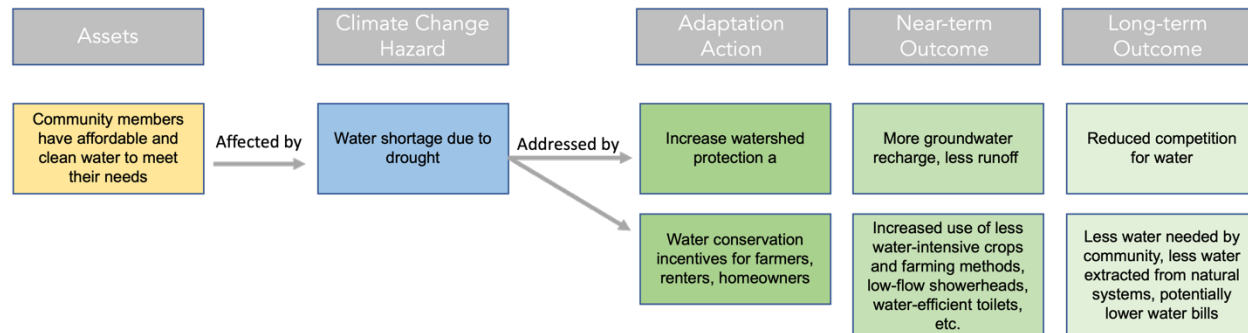 Assets
Climate Change
Hazard
Adaptation
Action
Near-term
Outcome
Long-term
Outcome
Community members
have affordable and
clean water to meet
their needs
Affected by
Water shortage due to
drought
Addressed by
Increase watershed
protection a
More groundwater
recharge, less runoff
Reduced competition
for water
Water conservation
incentives for farmers,
renters, homeowners
Increased use of less
water-intensive crops
and farming methods,
low-flow showerheads,
water-efficient toilets,
etc.
Less water needed by
community, less water
extracted from natural
systems, potentially
lower water bills